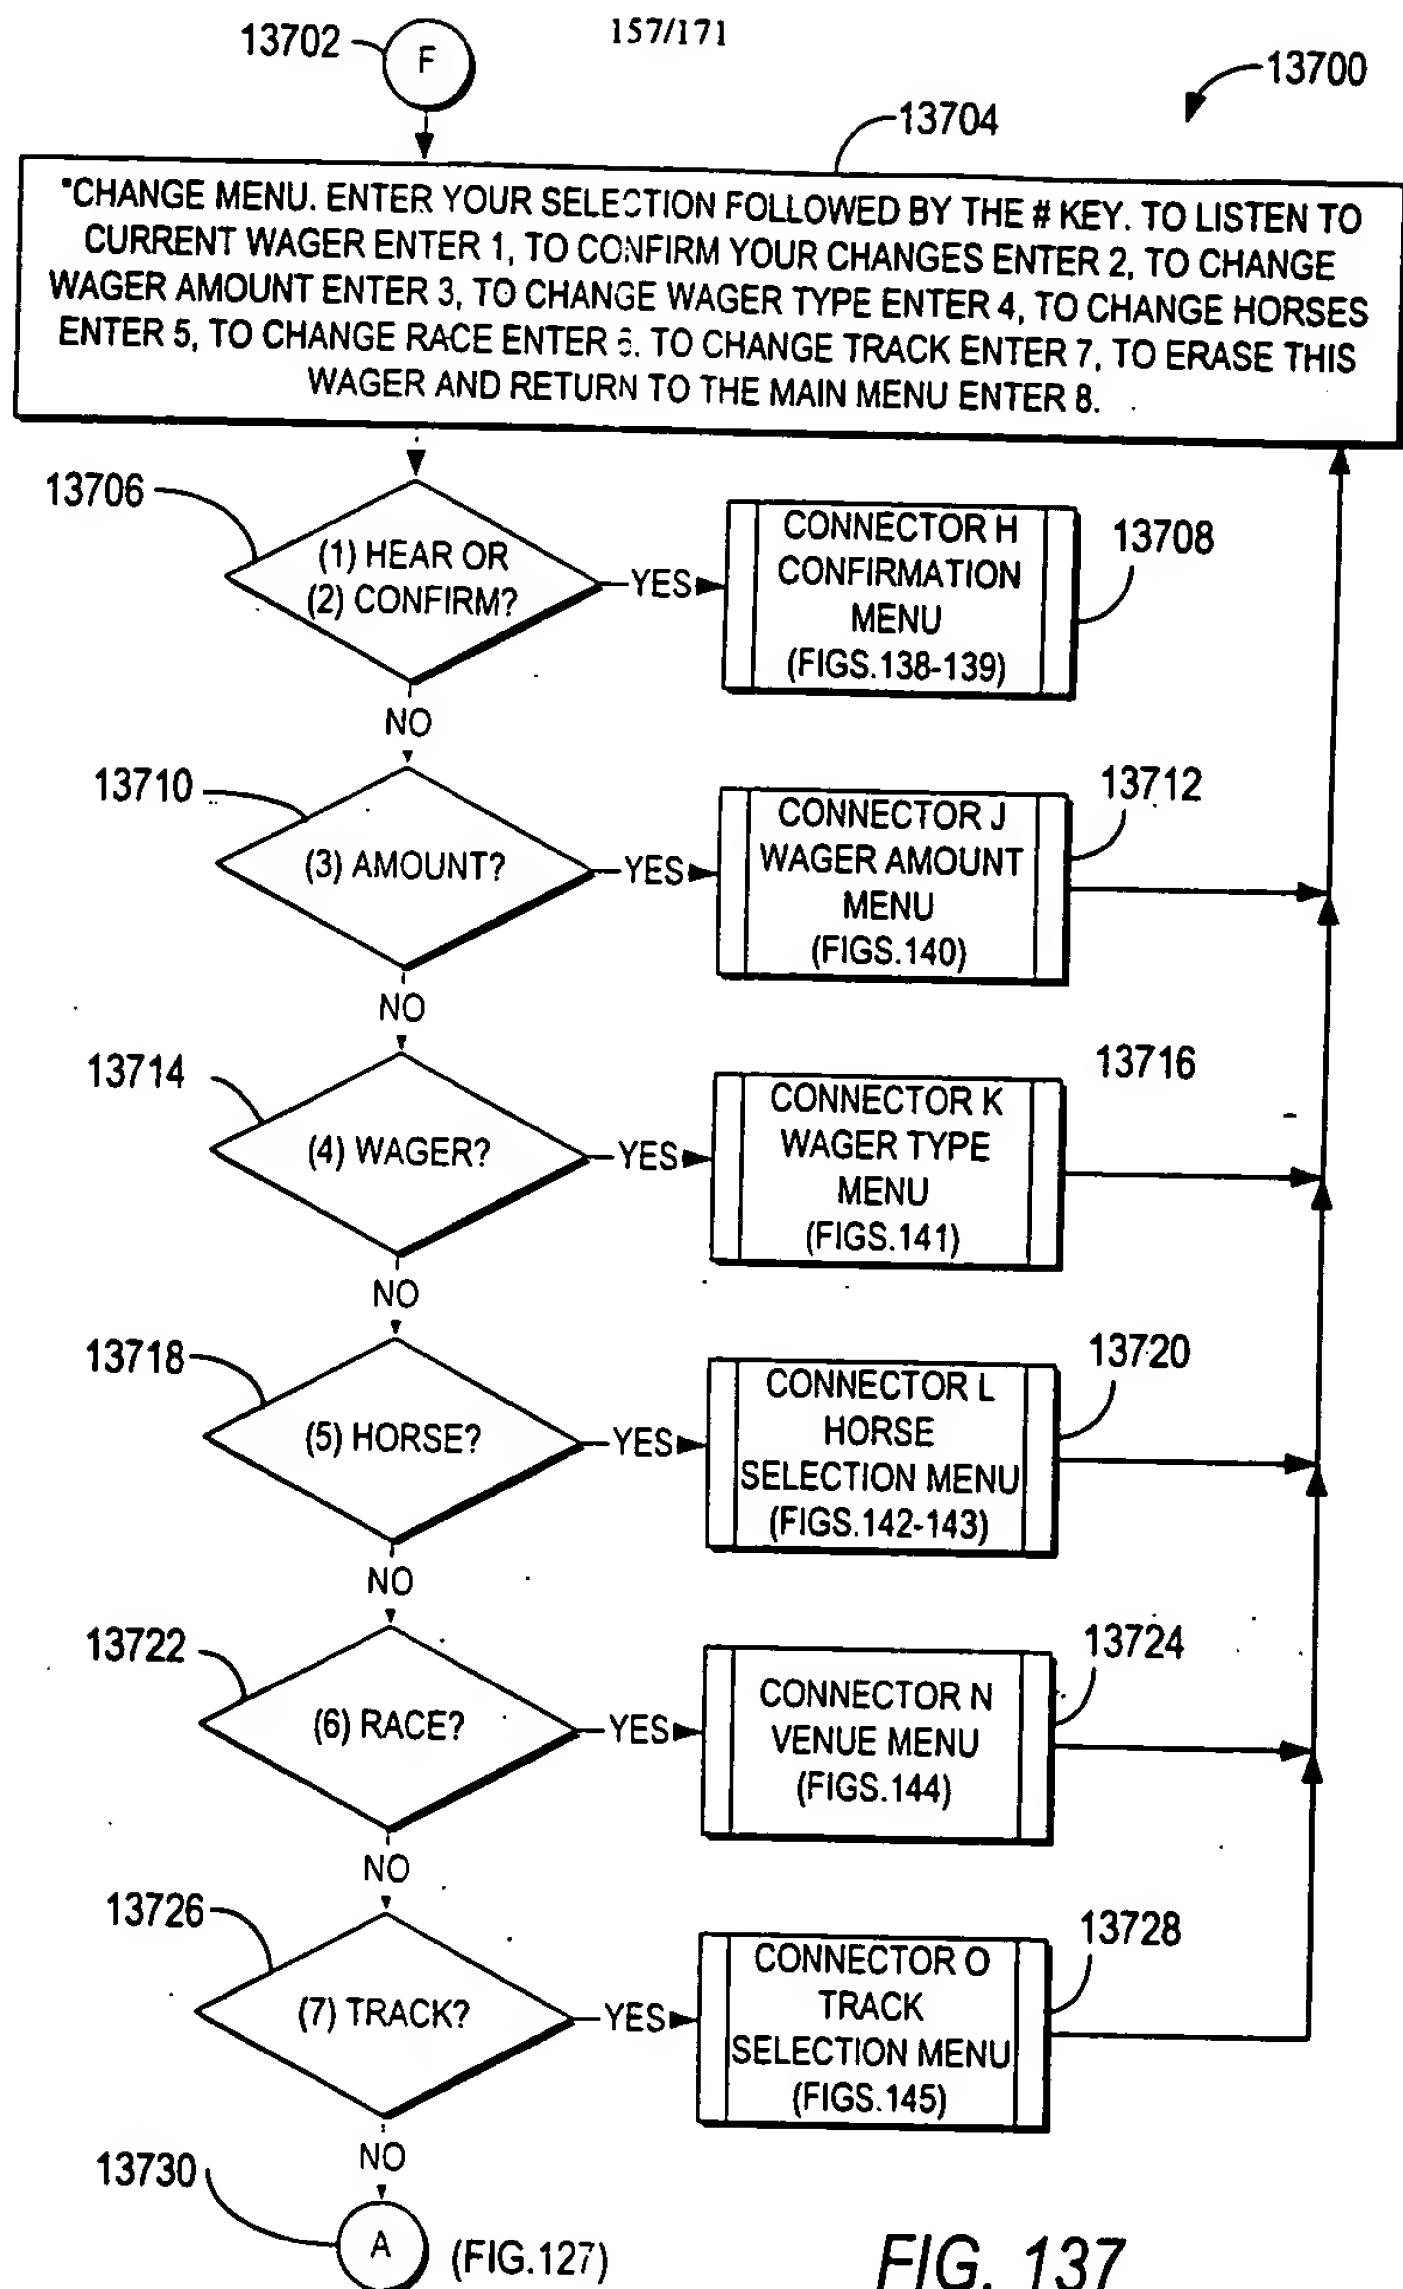 157/171
13702
F
13700
13704
"CHANGE MENU. ENTER YOUR SELECTION FOLLOWED BY THE # KEY. TO LISTEN TO
CURRENT WAGER ENTER 1, TO CONFIRM YOUR CHANGES ENTER 2, TO CHANGE
WAGER AMOUNT ENTER 3, TO CHANGE WAGER TYPE ENTER 4, TO CHANGE HORSES
ENTER 5, TO CHANGE RACE ENTER 6. TO CHANGE TRACK ENTER 7, TO ERASE THIS
WAGER AND RETURN TO THE MAIN MENU ENTER 8.
13706
(1) HEAR OR
(2) CONFIRM?
YES
CONNECTOR H
CONFIRMATION
MENU
(FIGS.138-139)
13708
NO
13710
(3) AMOUNT?
YES
CONNECTOR J
WAGER AMOUNT
MENU
(FIGS.140)
13712
NO
13714
(4) WAGER?
YES
CONNECTOR K
WAGER TYPE
MENU
(FIGS.141)
13716
NO
13718
(5) HORSE?
YES
CONNECTOR L
HORSE
SELECTION MENU
(FIGS.142-143)
13720
NO
13722
(6) RACE?
YES
CONNECTOR N
VENUE MENU
(FIGS.144)
13724
NO
13726
(7) TRACK?
YES
CONNECTOR O
TRACK
SELECTION MENU
(FIGS.145)
13728
NO
13730
A
(FIG.127)
FIG. 137